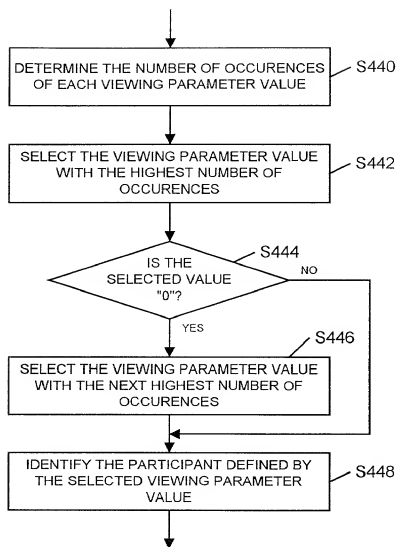 DETERMINE THE NUMBER OF OCCURENCES
OF EACH VIEWING PARAMETER VALUE
S440
SELECT THE VIEWING PARAMETER VALUE
WITH THE HIGHEST NUMBER OF
OCCURENCES
S442
IS THE
SELECTED VALUE
"0"?
S444
NO
YES
S446
SELECT THE VIEWING PARAMETER VALUE
WITH THE NEXT HIGHEST NUMBER OF
OCCURENCES
IDENTIFY THE PARTICIPANT DEFINED BY
THE SELECTED VIEWING PARAMETER
VALUE
S448